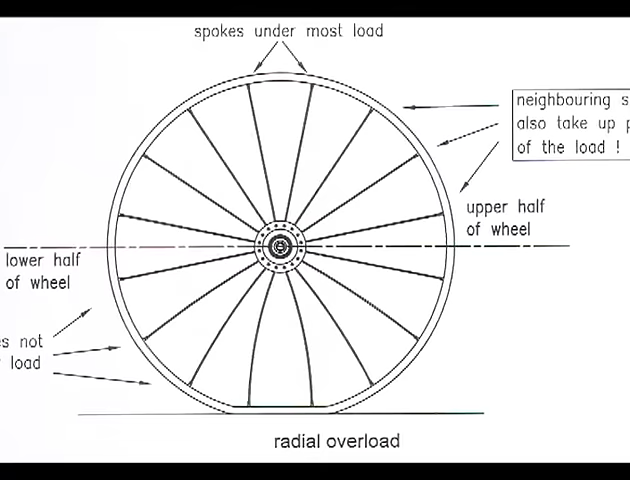 spokes under most load
neighbouring
also take up
of the load !
upper half
of wheel
lower half
of wheel
not
load
radial overload